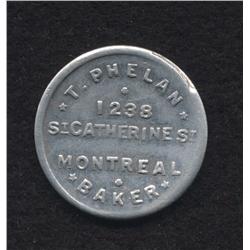 T. PHELAN
1238
ST CATHERINE ST
MONTREAL
BAKER